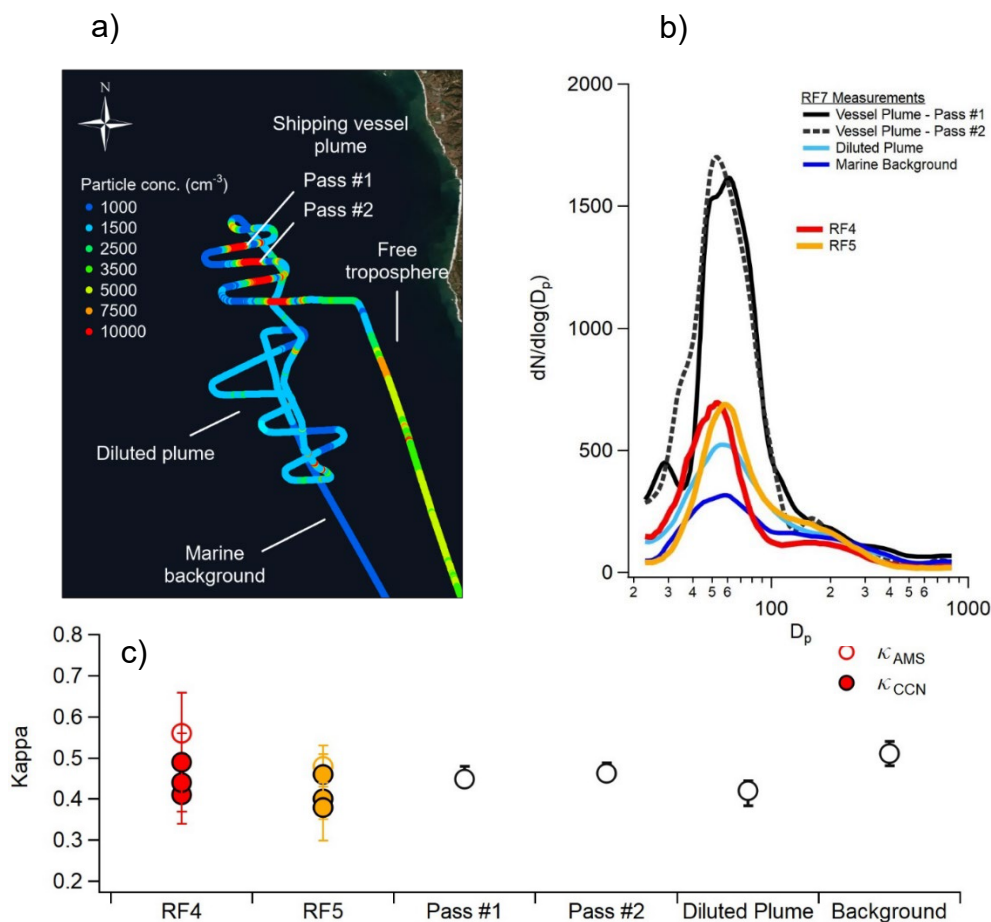 a)
N
Shipping vessel
plume
Pass #1
Pass #2
Particle conc. (cm-3)
1000
1500
2500
3500
5000
7500
10000
Free
troposphere
Diluted plume
Marine
background
b)
2000
1500
1000
500
0
dN/dlog(Dp)
RF7 Measurements
Vessel Plume - Pass #1
Vessel Plume - Pass #2
Diluted Plume
Marine Background
RF4
RF5
2 3 4 5 6 100 2 3 4 5 6 1000
Dp
c)
κAMS
κCCN
0.8
0.7
0.6
0.5
0.4
0.3
0.2
Kappa
RF4 RF5 Pass #1 Pass #2 Diluted Plume Background